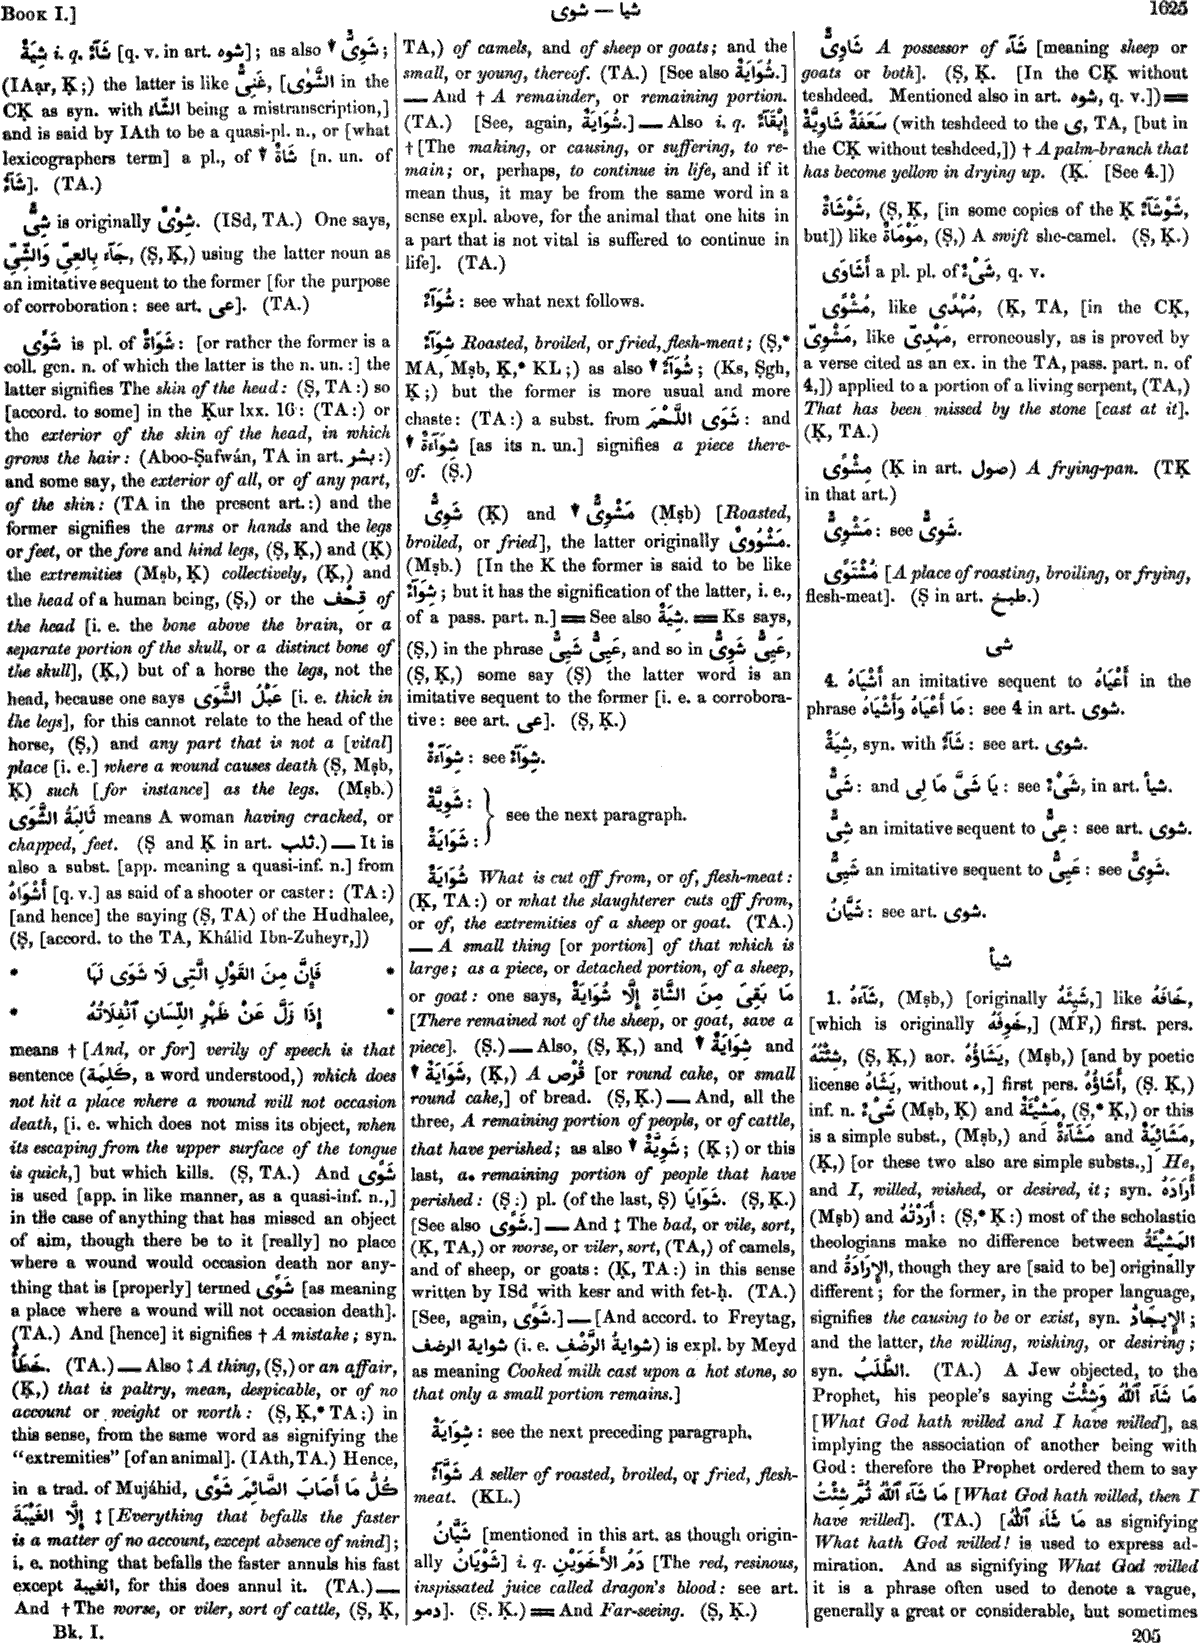 Book I.]
شوى — شيا
1625
شِيَةٌ i. q. شَآءٌ [q. v. in art. شوه]; as also شَوِىٌّ;
(IAạr, Ḳ;) the latter is like غَنِىٌّ, [الشَّوٰى in the
CḲ as syn. with الشَّاء being a mistranscription,]
and is said by IAth to be a quasi-pl. n., or [what
lexicographers term] a pl., of شَاةٌ [n. un. of
شَآءٌ]. (TA.)
شِىٌّ is originally شِوْىٌ. (ISd, TA.) One says,
جَآءَ بِالعِىِّ وَالشِّىِّ, (Ṣ, Ḳ,) using the latter noun as
an imitative sequent to the former [for the purpose
of corroboration: see art. عى]. (TA.)
شَوًى is pl. of شَوَاةٌ: [or rather the former is a
coll. gen. n. of which the latter is the n. un.:] the
latter signifies The skin of the head: (Ṣ, TA:) so
[accord. to some] in the Ḳur lxx. 16: (TA:) or
the exterior of the skin of the head, in which
grows the hair: (Aboo-Ṣafwán, TA in art. بشر:)
and some say, the exterior of all, or of any part,
of the skin: (TA in the present art.:) and the
former signifies the arms or hands and the legs
or feet, or the fore and hind legs, (Ṣ, Ḳ,) and (Ḳ)
the extremities (Mṣb, Ḳ) collectively, (Ḳ,) and
the head of a human being, (Ṣ,) or the قِحْف of
the head [i. e. the bone above the brain, or a
separate portion of the skull, or a distinct bone of
the skull], (Ḳ,) but of a horse the legs, not the
head, because one says عَبْلُ الشَّوَى [i. e. thick in
the legs], for this cannot relate to the head of the
horse, (Ṣ,) and any part that is not a [vital]
place [i. e.] where a wound causes death (Ṣ, Mṣb,
Ḳ) such [for instance] as the legs. (Mṣb.)
ثَالِبَةُ الشَّوَى means A woman having cracked, or
chapped, feet. (Ṣ and Ḳ in art. ثلب.) — It is
also a subst. [app. meaning a quasi-inf. n.] from
أَشْوَاهُ [q. v.] as said of a shooter or caster: (TA:)
[and hence] the saying (Ṣ, TA) of the Hudhalee,
(Ṣ, [accord. to the TA, Khálid Ibn-Zuheyr,])
* فَإِنَّ مِنَ القَوْلِ الَّتِى لَا شَوَى لَهَا *
* إِذَا زَلَّ عَنْ ظَهْرِ اللِّسَانِ ٱنْفِلَاتُهُ *
means † [And, or for] verily of speech is that
sentence (كَلِمَة, a word understood,) which does
not hit a place where a wound will not occasion
death, [i. e. which does not miss its object, when
its escaping from the upper surface of the tongue
is quick,] but which kills. (Ṣ, TA.) And شَوًى
is used [app. in like manner, as a quasi-inf. n.,]
in the case of anything that has missed an object
of aim, though there be to it [really] no place
where a wound would occasion death nor any-
thing that is [properly] termed شَوًى [as meaning
a place where a wound will not occasion death].
(TA.) And [hence] it signifies † A mistake; syn.
خَطَأٌ. (TA.) — Also ‡ A thing, (Ṣ,) or an affair,
(Ḳ,) that is paltry, mean, despicable, or of no
account or weight or worth: (Ṣ, Ḳ,* TA;) in
this sense, from the same word as signifying the
“extremities” [of an animal]. (IAth, TA.) Hence,
in a trad. of Mujáhid, كُلُّ مَا أَصَابَ الصَّائِمَ شَوًى
إِلَّا الغِيبَةَ ‡ [Everything that befalls the faster
is a matter of no account, except absence of mind];
i. e. nothing that befalls the faster annuls his fast
except الغيبة, for this does annul it. (TA.) —
And † The worse, or viler, sort of cattle, (Ṣ, Ḳ,
Bk. I.
TA,) of camels, and of sheep or goats; and the
small, or young, thereof. (TA.) [See also شُوَايَةٌ.]
— And † A remainder, or remaining portion.
(TA.) [See, again, شُوَايَةٌ.] — Also i. q. إِبْقَآءٌ
† [The making, or causing, or suffering, to re-
main; or, perhaps, to continue in life, and if it
mean thus, it may be from the same word in a
sense expl. above, for the animal that one hits in
a part that is not vital is suffered to continue in
life]. (TA.)
شُوَآءٌ: see what next follows.
شِوَآءٌ Roasted, broiled, or fried, flesh-meat; (Ṣ,*
MA, Mṣb, Ḳ,* KL;) as also شُوَآءٌ; (Ks, Ṣgh,
Ḳ;) but the former is more usual and more
chaste: (TA:) a subst. from شَوَى اللَّحْمَ: and
شِوَآءَةٌ [as its n. un.] signifies a piece there-
of. (Ṣ.)
شَوِىٌّ (Ḳ) and مَشْوِىٌّ (Mṣb) [Roasted,
broiled, or fried], the latter originally مَشْوُوىٌ.
(Mṣb.) [In the Ḳ the former is said to be like
شِوَآءٌ; but it has the signification of the latter, i. e.,
of a pass. part. n.] == See also شِيَةٌ. == Ks says,
(Ṣ,) in the phrase عَيِىٌّ شَيِىٌّ, and so in عَيِىٌّ شَوِىٌّ,
(Ṣ, Ḳ,) some say (Ṣ) the latter word is an
imitative sequent to the former [i. e. a corrobora-
tive: see art. عى]. (Ṣ, Ḳ.)
شِوَآءَةٌ: see شِوَآءٌ.
شَوِيَّةٌ:
شَوَايَةٌ:
} see the next paragraph.
شُوَايَةٌ What is cut off from, or of, flesh-meat:
(Ḳ, TA:) or what the slaughterer cuts off from,
or of, the extremities of a sheep or goat. (TA.)
— A small thing [or portion] of that which is
large; as a piece, or detached portion, of a sheep,
or goat: one says, مَا بَقِىَ مِنَ الشَّاةِ إِلَّا شُوَايَةٌ
[There remained not of the sheep, or goat, save a
piece]. (Ṣ.) — Also, (Ṣ, Ḳ,) and شِوَايَةٌ and
شَوَايَةٌ, (Ḳ,) A قُرْص [or round cake, or small
round cake,] of bread. (Ṣ, Ḳ.) — And, all the
three, A remaining portion of people, or of cattle,
that have perished; as also شَوِيَّةٌ; (Ḳ;) or this
last, a remaining portion of people that have
perished: (Ṣ:) pl. (of the last, Ṣ) شَوَايَا. (Ṣ, Ḳ.)
[See also شَوًى.] — And ‡ The bad, or vile, sort,
(Ḳ, TA,) or worse, or viler, sort, (TA,) of camels,
and of sheep, or goats: (Ḳ, TA:) in this sense
written by ISd with kesr and with fet-ḥ. (TA.)
[See, again, شَوًى.] — [And accord. to Freytag,
شواية الرضف (i. e. شِوَايَةُ الرَّضْفِ) is expl. by Meyd
as meaning Cooked milk cast upon a hot stone, so
that only a small portion remains.]
شِوَايَةٌ: see the next preceding paragraph.
شَوَّآءٌ A seller of roasted, broiled, or fried, flesh-
meat. (KL.)
شَيَّانٌ [mentioned in this art. as though origin-
ally شَوْيَانٌ] i. q. دَمُ الأَخَوَيْنِ [The red, resinous,
inspissated juice called dragon's blood: see art.
دمو]. (Ṣ, Ḳ.) == And Far-seeing. (Ṣ, Ḳ.)
شَاوِىٌّ A possessor of شَآء [meaning sheep or
goats or both]. (Ṣ, Ḳ. [In the CḲ without
teshdeed. Mentioned also in art. شوه, q. v.]) ==
سَعَفَةٌ شَاوِيَّةٌ (with teshdeed to the ى, TA, [but in
the CḲ without teshdeed,]) † A palm-branch that
has become yellow in drying up. (Ḳ. [See 4.])
شَوْشَاةٌ, (Ṣ, Ḳ, [in some copies of the Ḳ شَوْشَآءٌ,
but]) like مَوْمَاةٌ, (Ṣ,) A swift she-camel. (Ṣ, Ḳ.)
أَشَاوَى a pl. pl. of شَىْءٌ, q. v.
مُشْوًى, like مُهْدًى, (Ḳ, TA, [in the CḲ,
مَشْوِىّ, like مَهْدِىّ, erroneously, as is proved by
a verse cited as an ex. in the TA, pass. part. n. of
4,]) applied to a portion of a living serpent, (TA,)
That has been missed by the stone [cast at it].
(Ḳ, TA.)
مِشْوًى (Ḳ in art. صول) A frying-pan. (TḲ
in that art.)
مَشْوِىٌّ: see شَوِىٌّ.
مُشْتَوًى [A place of roasting, broiling, or frying,
flesh-meat]. (Ṣ in art. طبخ.)
شى
4. أَشْيَاهُ an imitative sequent to أَعْيَاهُ in the
phrase مَا أَعْيَاهُ وَأَشْيَاهُ: see 4 in art. شوى.
شِيَةٌ, syn. with شَآءٌ: see art. شوى.
شَىٌّ: and يَا شَىَّ مَا لِى: see شَىْءٌ, in art. شيأ.
شِىٌّ an imitative sequent to عِىٌّ: see art. شوى.
شَيِىٌّ an imitative sequent to عَيِىٌّ: see شَوِىٌّ.
شَيَّانٌ: see art. شوى.
شيأ
1. شَآءَهُ, (Mṣb,) [originally شَيِئَهُ,] like خَافَهُ,
[which is originally خَوِفَهُ,] (MF,) first. pers.
شِئْتُهُ, (Ṣ, Ḳ,) aor. يَشَاؤُهُ, (Mṣb,) [and by poetic
license يَشَاهُ, without ء,] first pers. أَشَاؤُهُ, (Ṣ. Ḳ,)
inf. n. شَىْءٌ (Mṣb, Ḳ) and مَشِيْئَةٌ, (Ṣ,* Ḳ,) or this
is a simple subst., (Mṣb,) and مَشَآءَةٌ and مَشَائِيَةٌ,
(Ḳ,) [or these two also are simple substs.,] He,
and I, willed, wished, or desired, it; syn. أَرَادَهُ
(Mṣb) and أَرَدْتُهُ: (Ṣ,* Ḳ:) most of the scholastic
theologians make no difference between المَشِيْئَةُ
and الإِرَادَةُ, though they are [said to be] originally
different; for the former, in the proper language,
signifies the causing to be or exist, syn. الإِيجَادُ;
and the latter, the willing, wishing, or desiring;
syn. الطَّلَبُ. (TA.) A Jew objected, to the
Prophet, his people's saying مَا شَآءَ ٱللّٰهُ وَشِئْتُ
[What God hath willed and I have willed], as
implying the association of another being with
God: therefore the Prophet ordered them to say
مَا شَآءَ ٱللّٰهُ ثُمَّ شِئْتُ [What God hath willed, then I
have willed]. (TA.) [مَا شَآءَ ٱللّٰهُ as signifying
What hath God willed! is used to express ad-
miration. And as signifying What God willed
it is a phrase often used to denote a vague,
generally a great or considerable, but sometimes
205